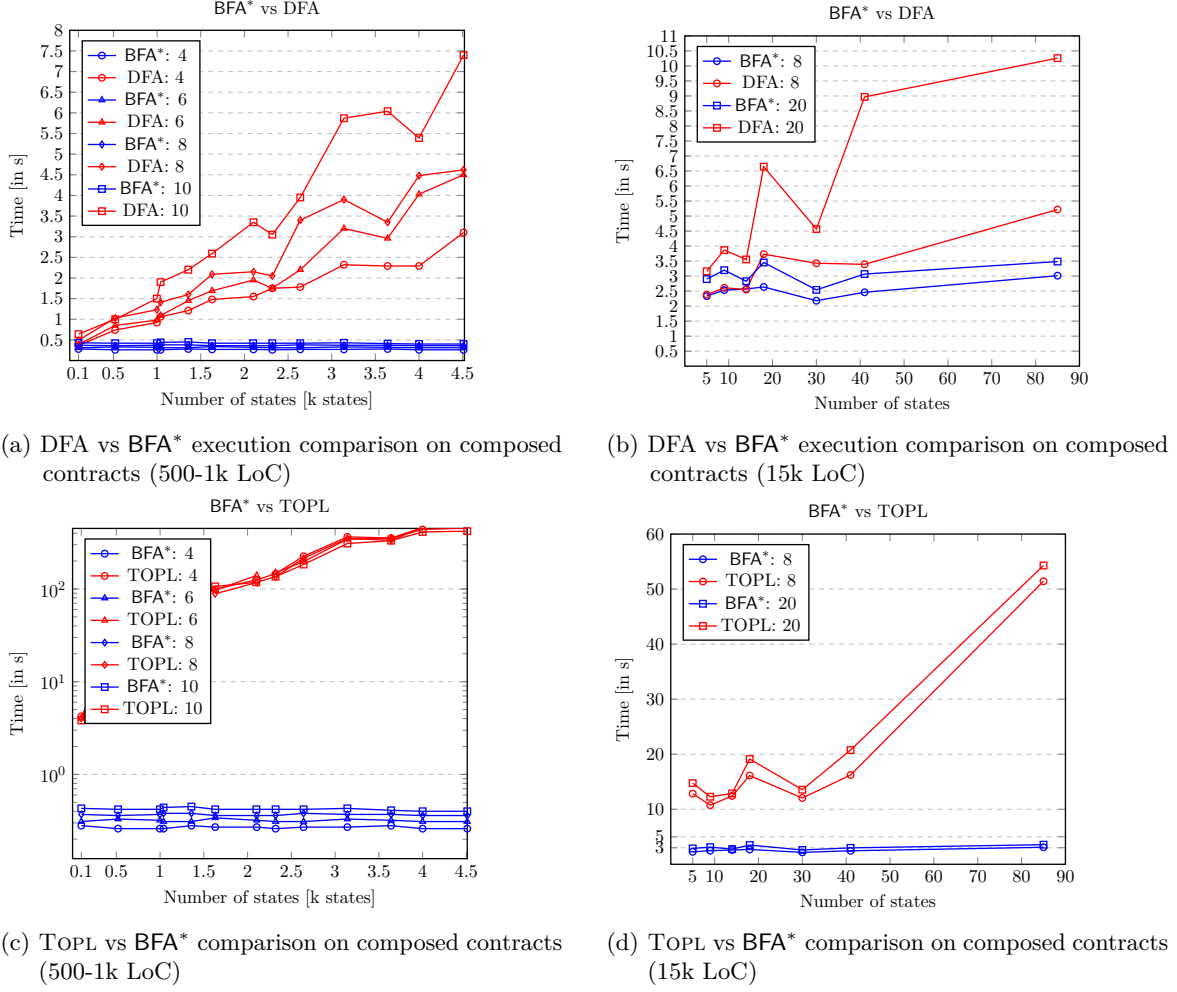 BFA* vs DFA
8
7.5
7
6.5
6
5.5
5
4.5
4
3.5
3
2.5
2
1.5
1
0.5
Time [in s]
BFA*: 4
DFA: 4
BFA*: 6
DFA: 6
BFA*: 8
DFA: 8
BFA*: 10
DFA: 10
0.1 0.5 1 1.5 2 2.5 3 3.5 4 4.5
Number of states [k states]
(a) DFA vs BFA* execution comparison on composed
contracts (500-1k LoC)
BFA* vs DFA
11
10.5
10
9.5
9
8.5
8
7.5
7
6.5
6
5.5
5
4.5
4
3.5
3
2.5
2
1.5
1
0.5
Time [in s]
BFA*: 8
DFA: 8
BFA*: 20
DFA: 20
5 10 20 30 40 50 60 70 80 90
Number of states
(b) DFA vs BFA* execution comparison on composed
contracts (15k LoC)
BFA* vs TOPL
10²
10¹
10⁰
Time [in s]
BFA*: 4
TOPL: 4
BFA*: 6
TOPL: 6
BFA*: 8
TOPL: 8
BFA*: 10
TOPL: 10
0.1 0.5 1 1.5 2 2.5 3 3.5 4 4.5
Number of states [k states]
(c) TOPL vs BFA* comparison on composed contracts
(500-1k LoC)
BFA* vs TOPL
60
50
40
30
20
10
5
3
Time [in s]
BFA*: 8
TOPL: 8
BFA*: 20
TOPL: 20
5 10 20 30 40 50 60 70 80 90
Number of states
(d) TOPL vs BFA* comparison on composed contracts
(15k LoC)